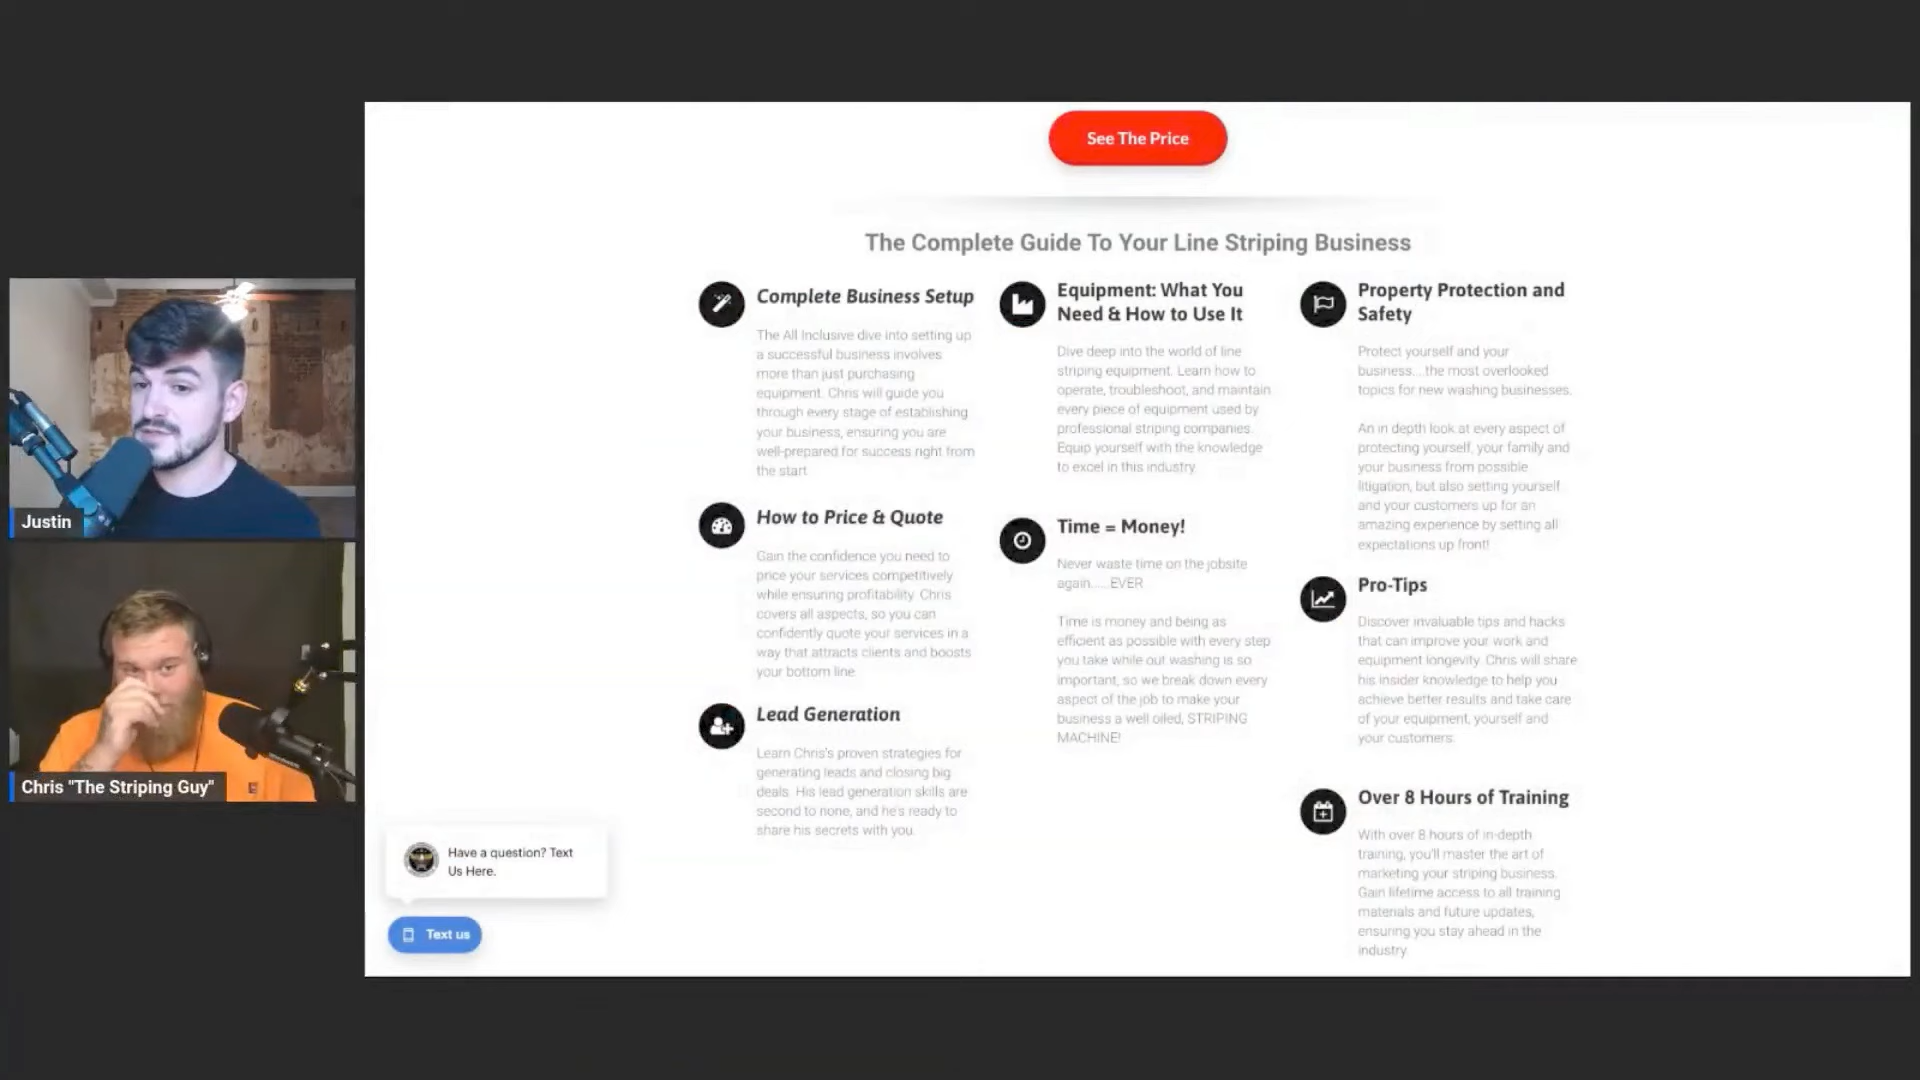 See The Price
The Complete Guide To Your Line Striping Business
Complete Business Setup
The All Inclusive dive into setting up
a successful business involves
more than just purchasing
equipment. Chris will guide you
through every stage of establishing
your business, ensuring you are
well-prepared for success right from
the start.
How to Price & Quote
Gain the confidence you need to
price your services competitively
while ensuring profitability. Chris
covers all aspects, so you can
confidently quote your services in a
way that attracts clients and boosts
your bottom line.
Lead Generation
Learn Chris's proven strategies for
generating leads and closing big
deals. His lead generation skills are
second to none, and he's ready to
share his secrets with you.
Equipment: What You
Need & How to Use It
Dive deep into the world of line
striping equipment. Learn how to
operate, troubleshoot, and maintain
every piece of equipment used by
professional striping companies.
Equip yourself with the knowledge
to excel in this industry.
Time = Money!
Never waste time on the jobsite
again.....EVER
Time is money and being as
efficient as possible with every step
you take while out washing is so
important, so we break down every
aspect of the job to make your
business a well oiled, STRIPING
MACHINE!
Property Protection and
Safety
Protect yourself and your
business....the most overlooked
topics for new washing businesses.
An in depth look at every aspect of
protecting yourself, your family and
your business from possible
litigation, but also setting yourself
and your customers up for an
amazing experience by setting all
expectations up front!
Pro-Tips
Discover invaluable tips and hacks
that can improve your work and
equipment longevity. Chris will share
his insider knowledge to help you
achieve better results and take care
of your equipment, yourself and
your customers.
Over 8 Hours of Training
With over 8 hours of in-depth
training, you'll master the art of
marketing your striping business.
Gain lifetime access to all training
materials and future updates,
ensuring you stay ahead in the
industry.
Justin
Chris "The Striping Guy"
Have a question? Text
Us Here.
Text us